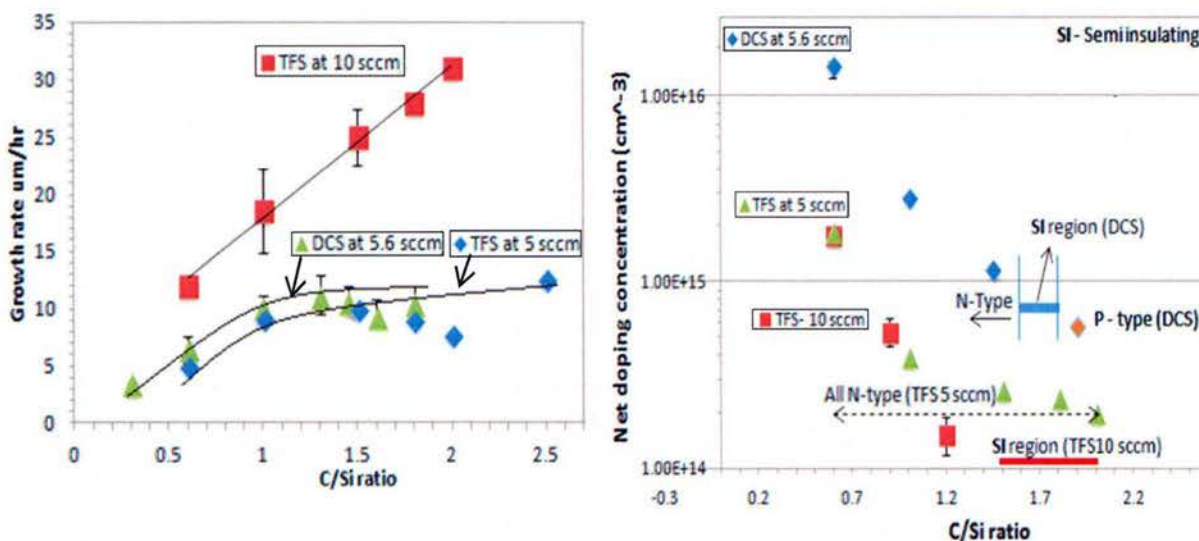 35
30
25
20
15
10
5
0
Growth rate um/hr
TFS at 10 sccm
DCS at 5.6 sccm
TFS at 5 sccm
0
0.5
1
1.5
2
2.5
C/Si ratio
Net doping concentration (cm^-3)
1.00E+16
1.00E+15
1.00E+14
DCS at 5.6 sccm
SI - Semiinsulating
TFS at 5 sccm
SI region (DCS)
N-Type
P - type (DCS)
TFS- 10 sccm
All N-type (TFS 5 sccm)
SI region (TFS10 sccm)
-0.3
0.2
0.7
1.2
1.7
2.2
C/Si ratio